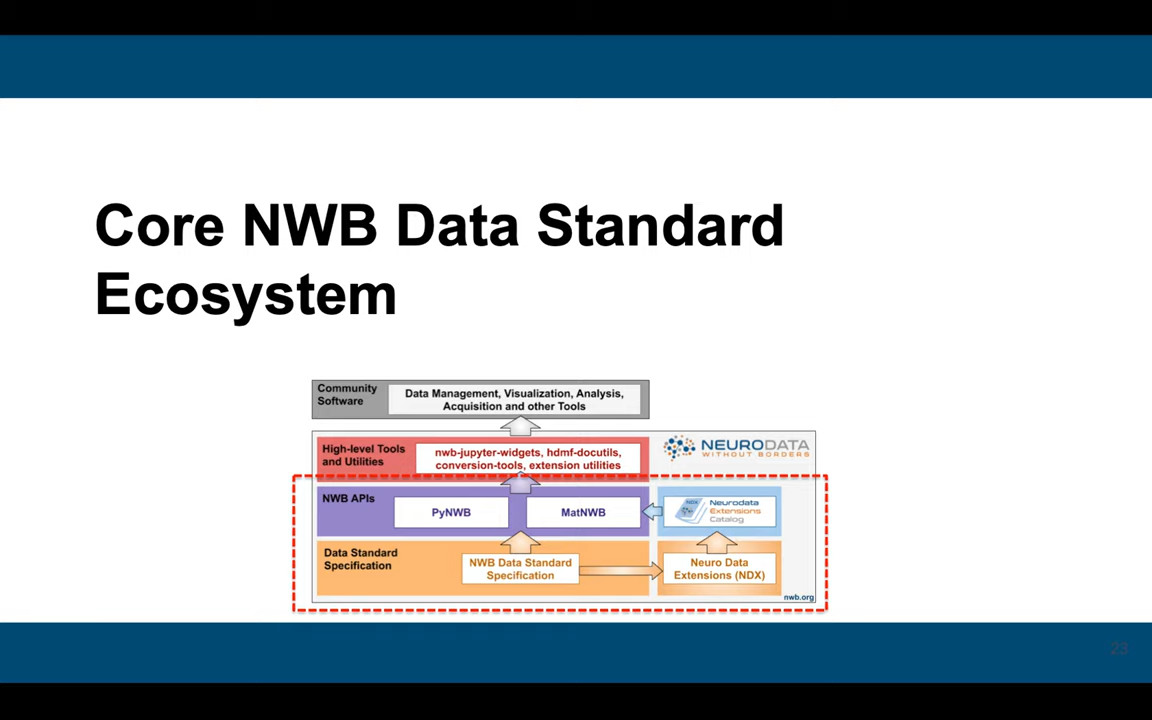 Core NWB Data Standard
Ecosystem
Community
Software
Data Management, Visualization, Analysis,
Acquisition and other Tools
High-level Tools
and Utilities
nwb-jupyter-widgets, hdmf-docutils,
conversion-tools, extension utilities
NEURODATA
WITHOUT BORDERS
NWB APIs
PyNWB
MatNWB
Neurodata
Extensions
Catalog
Data Standard
Specification
NWB Data Standard
Specification
Neuro Data
Extensions (NDX)
nwb.org
23